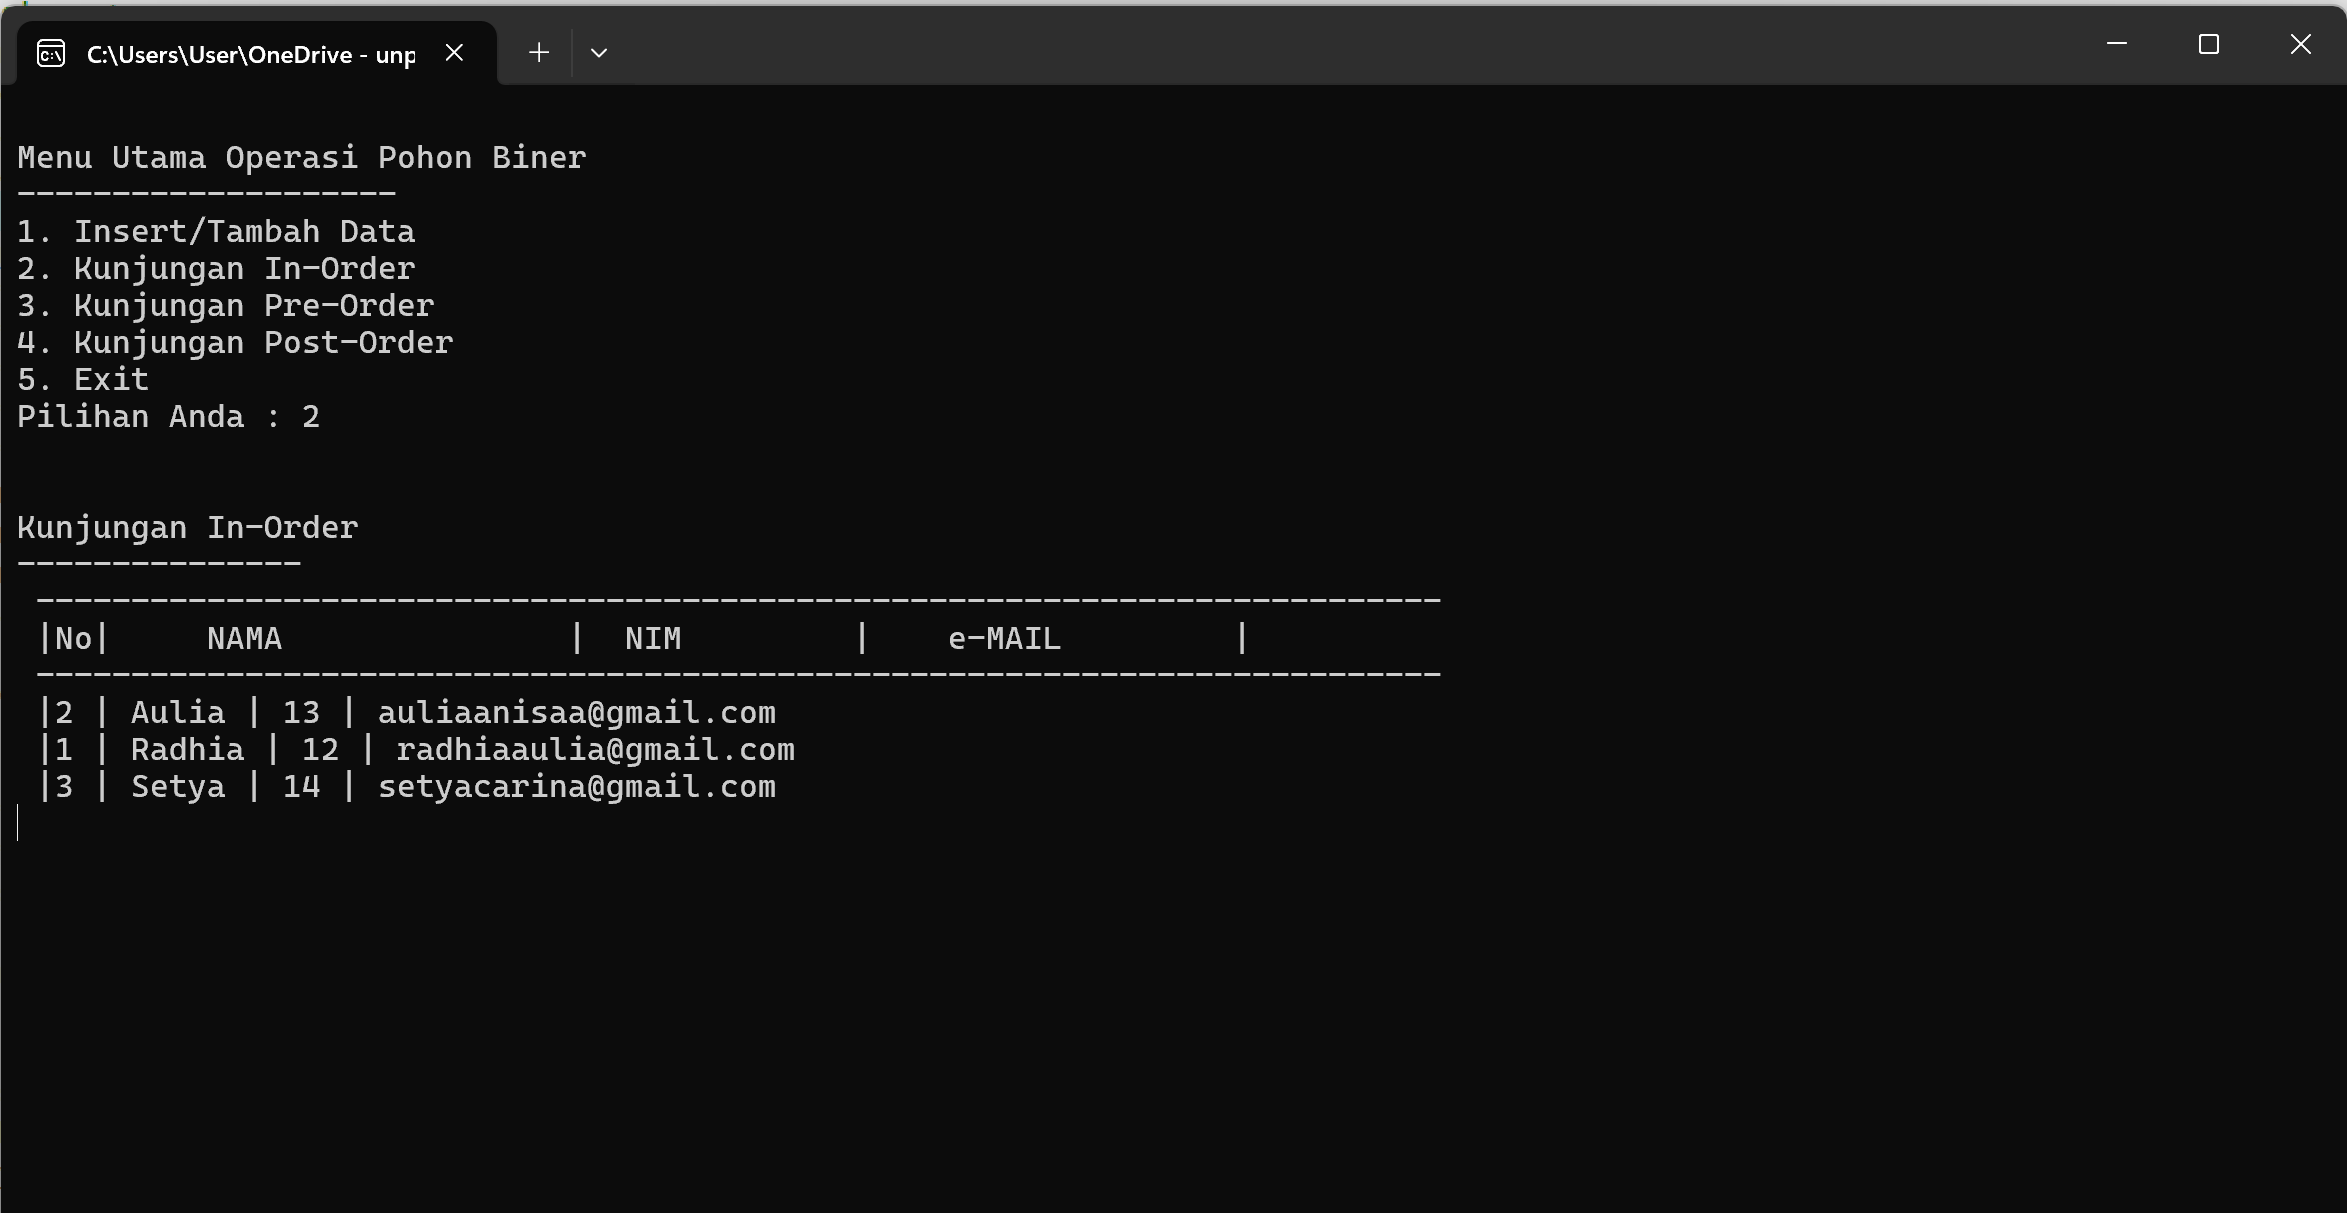 C:\Users\User\OneDrive - unp
Menu Utama Operasi Pohon Biner
--------------------
1. Insert/Tambah Data
2. Kunjungan In-Order
3. Kunjungan Pre-Order
4. Kunjungan Post-Order
5. Exit
Pilihan Anda : 2
Kunjungan In-Order
---------------
--------------------------------------------------------------------------
|No|     NAMA               |  NIM         |    e-MAIL         |
--------------------------------------------------------------------------
|2 | Aulia | 13 | auliaanisaa@gmail.com
|1 | Radhia | 12 | radhiaaulia@gmail.com
|3 | Setya | 14 | setyacarina@gmail.com